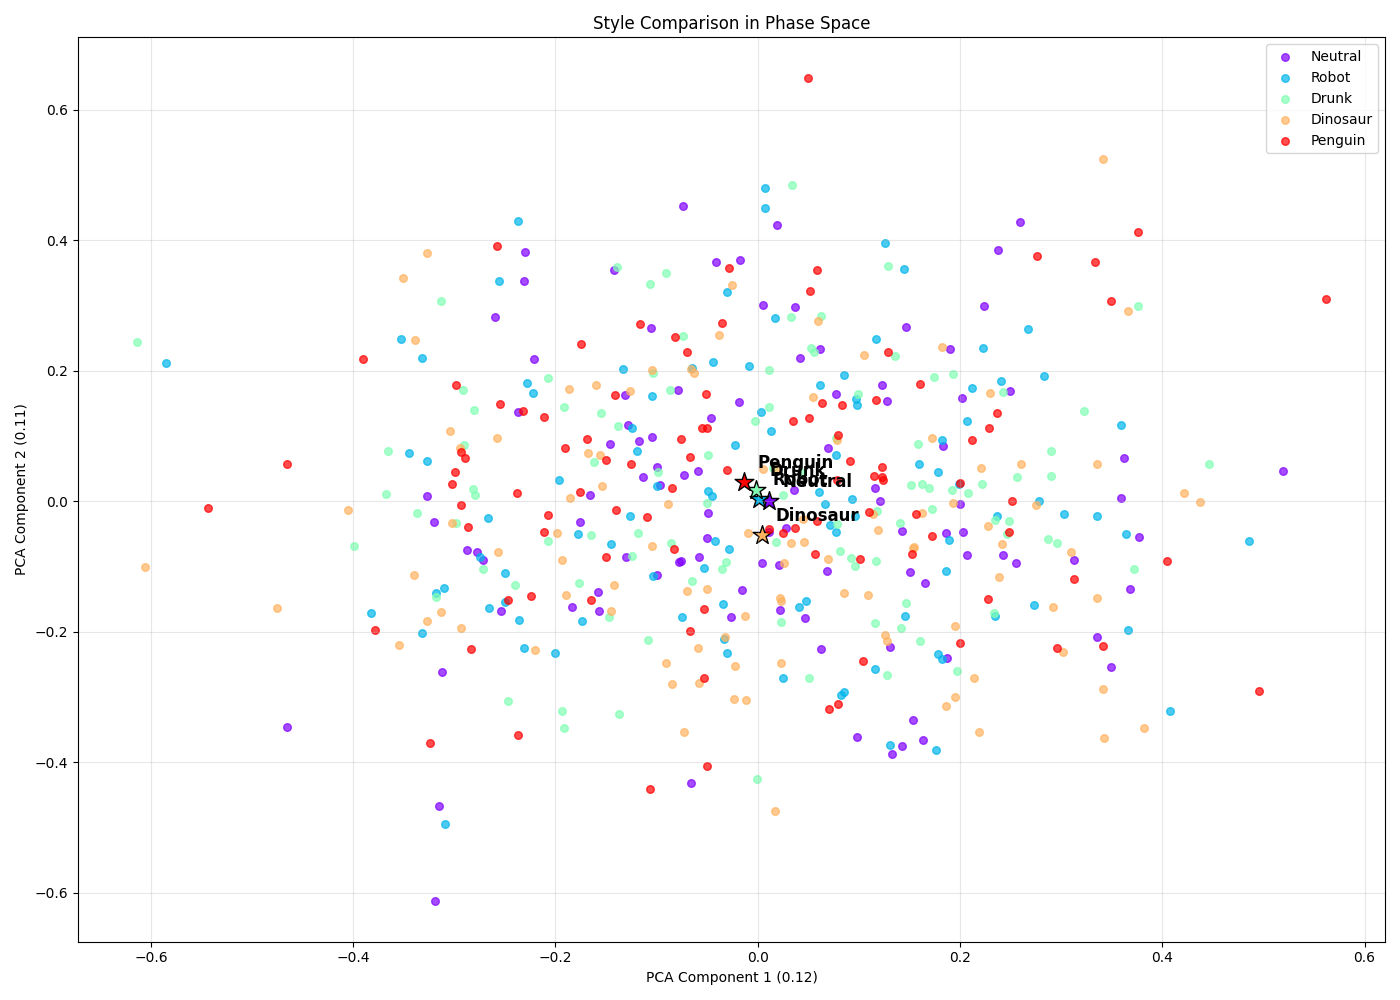 Style Comparison in Phase Space
Neutral
Robot
Drunk
Dinosaur
Penguin
PCA Component 2 (0.11)
0.6
0.4
0.2
0.0
−0.2
−0.4
−0.6
Penguin
Drunk
Robot
Neutral
Dinosaur
−0.6
−0.4
−0.2
0.0
0.2
0.4
0.6
PCA Component 1 (0.12)